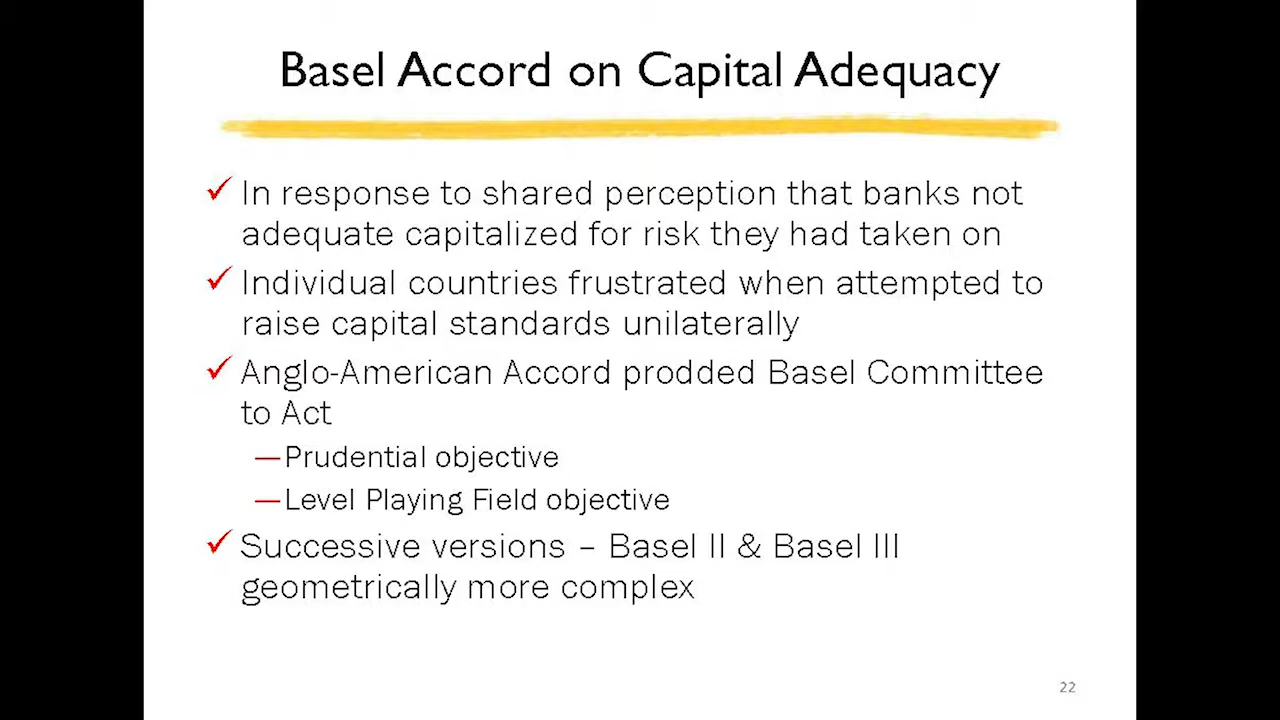 Basel Accord on Capital Adequacy
✓ In response to shared perception that banks not
adequate capitalized for risk they had taken on
✓ Individual countries frustrated when attempted to
raise capital standards unilaterally
✓ Anglo-American Accord prodded Basel Committee
to Act
—Prudential objective
—Level Playing Field objective
✓ Successive versions – Basel II & Basel III
geometrically more complex
22